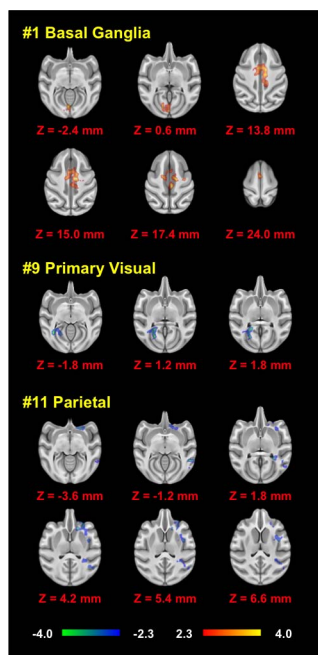 #1 Basal Ganglia
Z = -2.4 mm Z = 0.6 mm Z = 13.8 mm
Z = 15.0 mm Z = 17.4 mm Z = 24.0 mm
#9 Primary Visual
Z = -1.8 mm Z = 1.2 mm Z = 1.8 mm
#11 Parietal
Z = -3.6 mm Z = -1.2 mm Z = 1.8 mm
Z = 4.2 mm Z = 5.4 mm Z = 6.6 mm
-4.0 -2.3 2.3 4.0